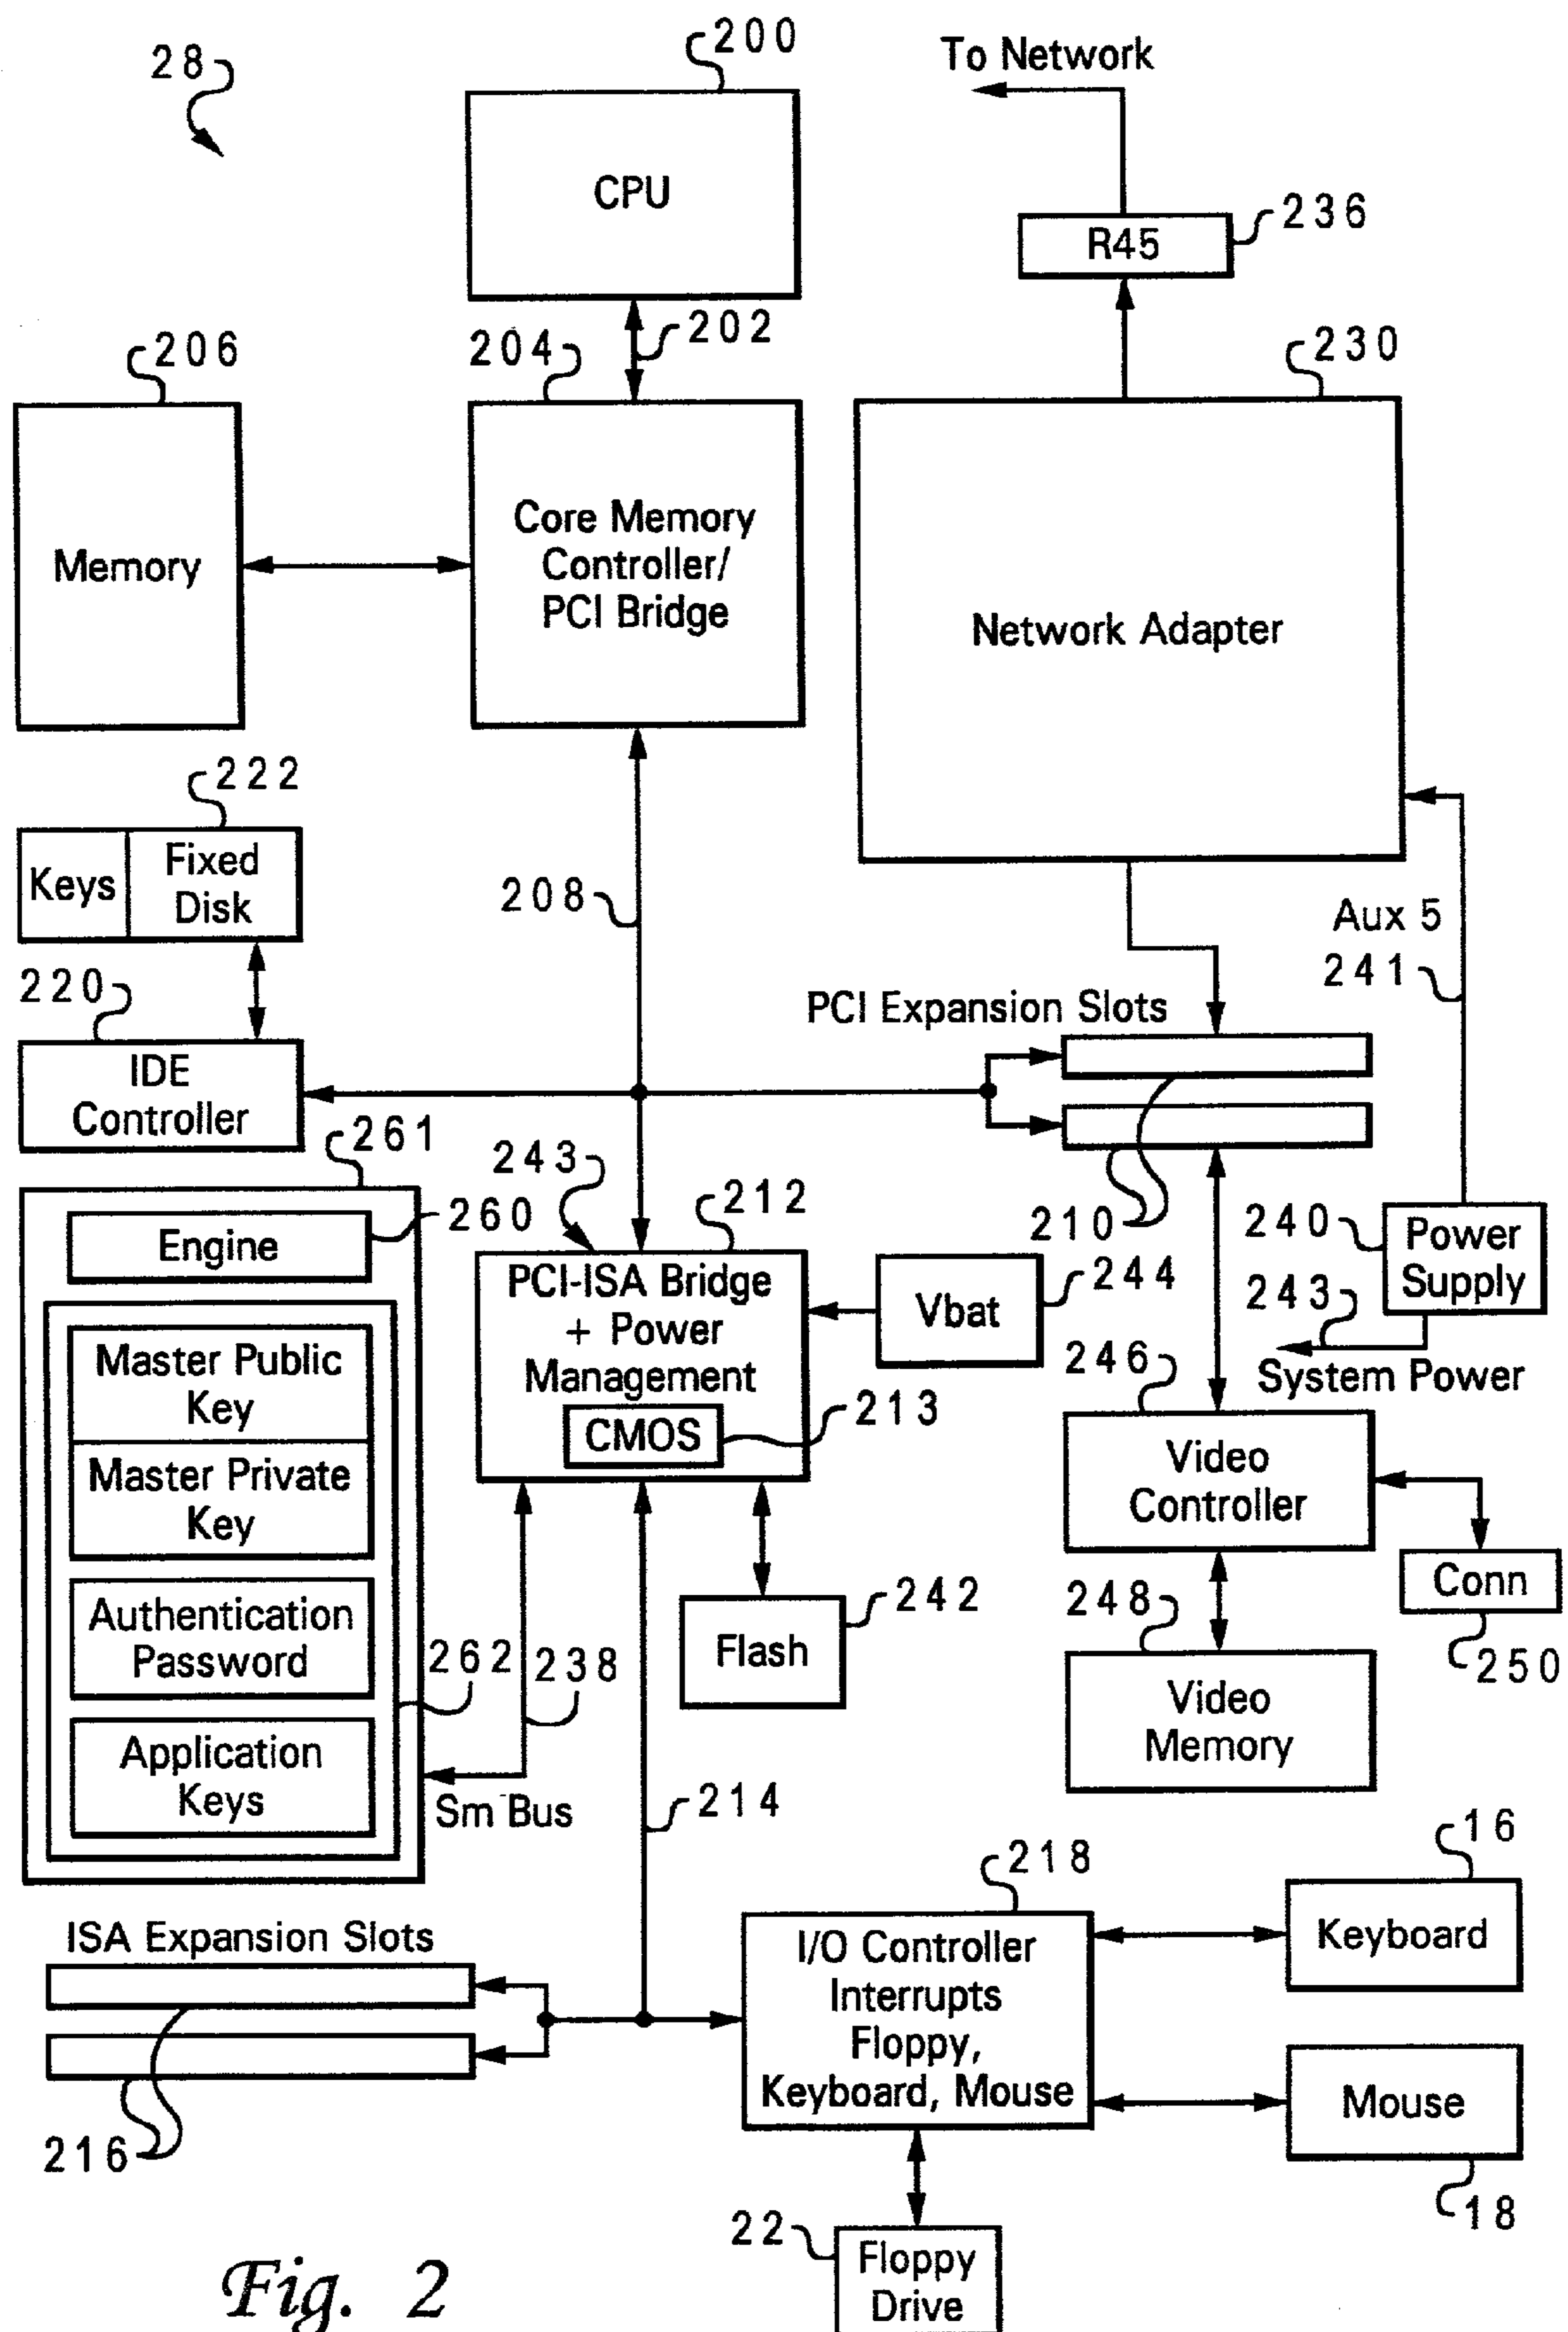 28
200
To Network
CPU
236
R45
202
204
206
230
Memory
Core Memory
Controller/
PCI Bridge
Network Adapter
222
Keys
Fixed
Disk
208
Aux 5
241
220
PCI Expansion Slots
IDE
Controller
261
243
212
210
240
Power
Supply
260
Engine
PCI-ISA Bridge
+ Power
Management
CMOS
213
Vbat
244
243
System Power
246
Master Public
Key
Master Private
Key
Video
Controller
Conn
250
Authentication
Password
262
238
Flash
242
248
Video
Memory
Application
Keys
Sm Bus
214
16
218
ISA Expansion Slots
I/O Controller
Interrupts
Floppy,
Keyboard, Mouse
Keyboard
Mouse
18
216
22
Floppy
Drive
Fig. 2